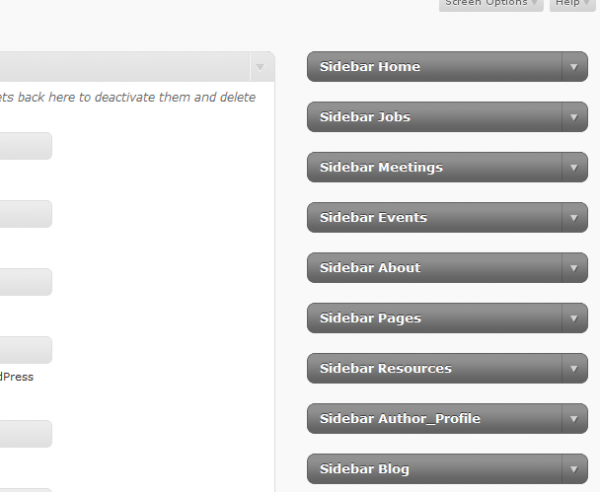 Screen Options Help
Sidebar Home
ets back here to deactivate them and delete
Sidebar Jobs
Sidebar Meetings
Sidebar Events
Sidebar About
Sidebar Pages
Sidebar Resources
dPress
Sidebar Author_Profile
Sidebar Blog